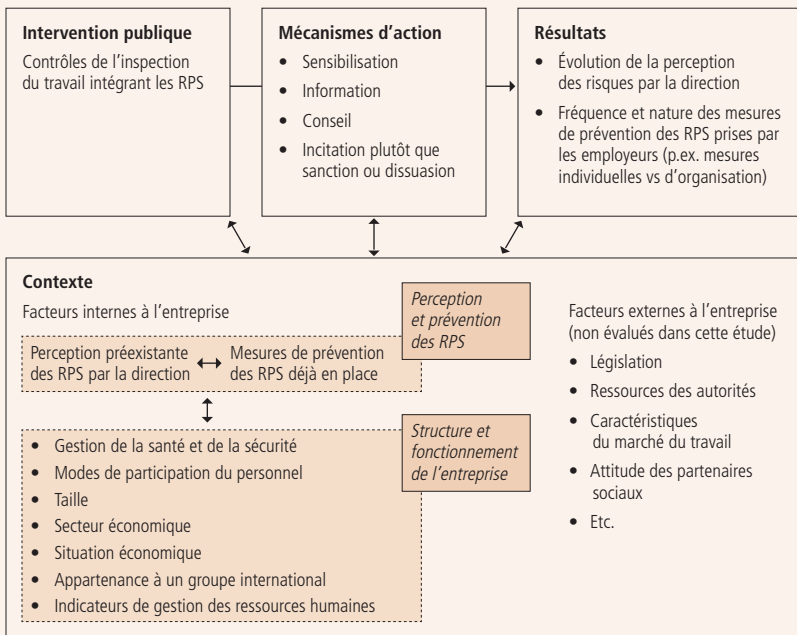 Intervention publique
Contrôles de l’inspection
du travail intégrant les RPS
Mécanismes d’action
• Sensibilisation
• Information
• Conseil
• Incitation plutôt que
sanction ou dissuasion
Résultats
• Évolution de la perception
des risques par la direction
• Fréquence et nature des mesures
de prévention des RPS prises par
les employeurs (p.ex. mesures
individuelles vs d’organisation)
Contexte
Facteurs internes à l’entreprise
Perception
et prévention
des RPS
Perception préexistante
des RPS par la direction
Mesures de prévention
des RPS déjà en place
Structure et
fonctionnement
de l’entreprise
• Gestion de la santé et de la sécurité
• Modes de participation du personnel
• Taille
• Secteur économique
• Situation économique
• Appartenance à un groupe international
• Indicateurs de gestion des ressources humaines
Facteurs externes à l’entreprise
(non évalués dans cette étude)
• Législation
• Ressources des autorités
• Caractéristiques
du marché du travail
• Attitude des partenaires
sociaux
• Etc.